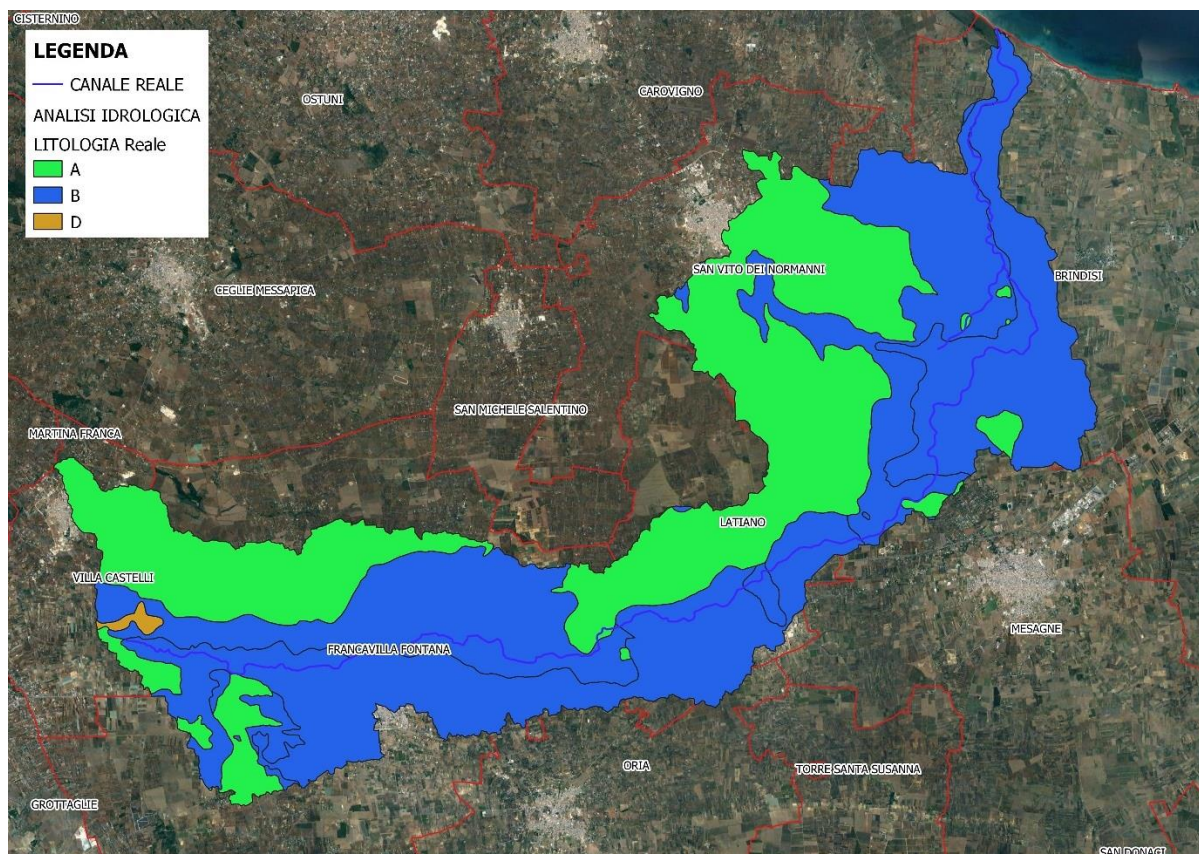 CISTERNINO
LEGENDA
CANALE REALE
ANALISI IDROLOGICA
LITOLOGIA Reale
A
B
D
OSTUNI
CAROVIGNO
CEGLIE MESSAPICA
SAN VITO DEI NORMANNI
BRINDISI
SAN MICHELE SALENTINO
MARTINA FRANCA
LATIANO
VILLA CASTELLI
MESAGNE
FRANCAVILLA FONTANA
ORIA
TORRE SANTA SUSANNA
GROTTAGLIE
SAN DONACI